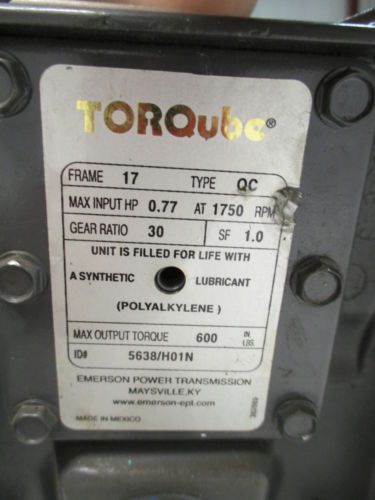 TORQube®
FRAME 17 TYPE QC
MAX INPUT HP 0.77 AT 1750 RPM
GEAR RATIO 30 SF 1.0
UNIT IS FILLED FOR LIFE WITH
A SYNTHETIC LUBRICANT
(POLYALKYLENE )
MAX OUTPUT TORQUE 600 IN. LBS.
ID# 5638/H01N
EMERSON POWER TRANSMISSION
MAYSVILLE,KY
www.emerson-ept.com
MADE IN MEXICO